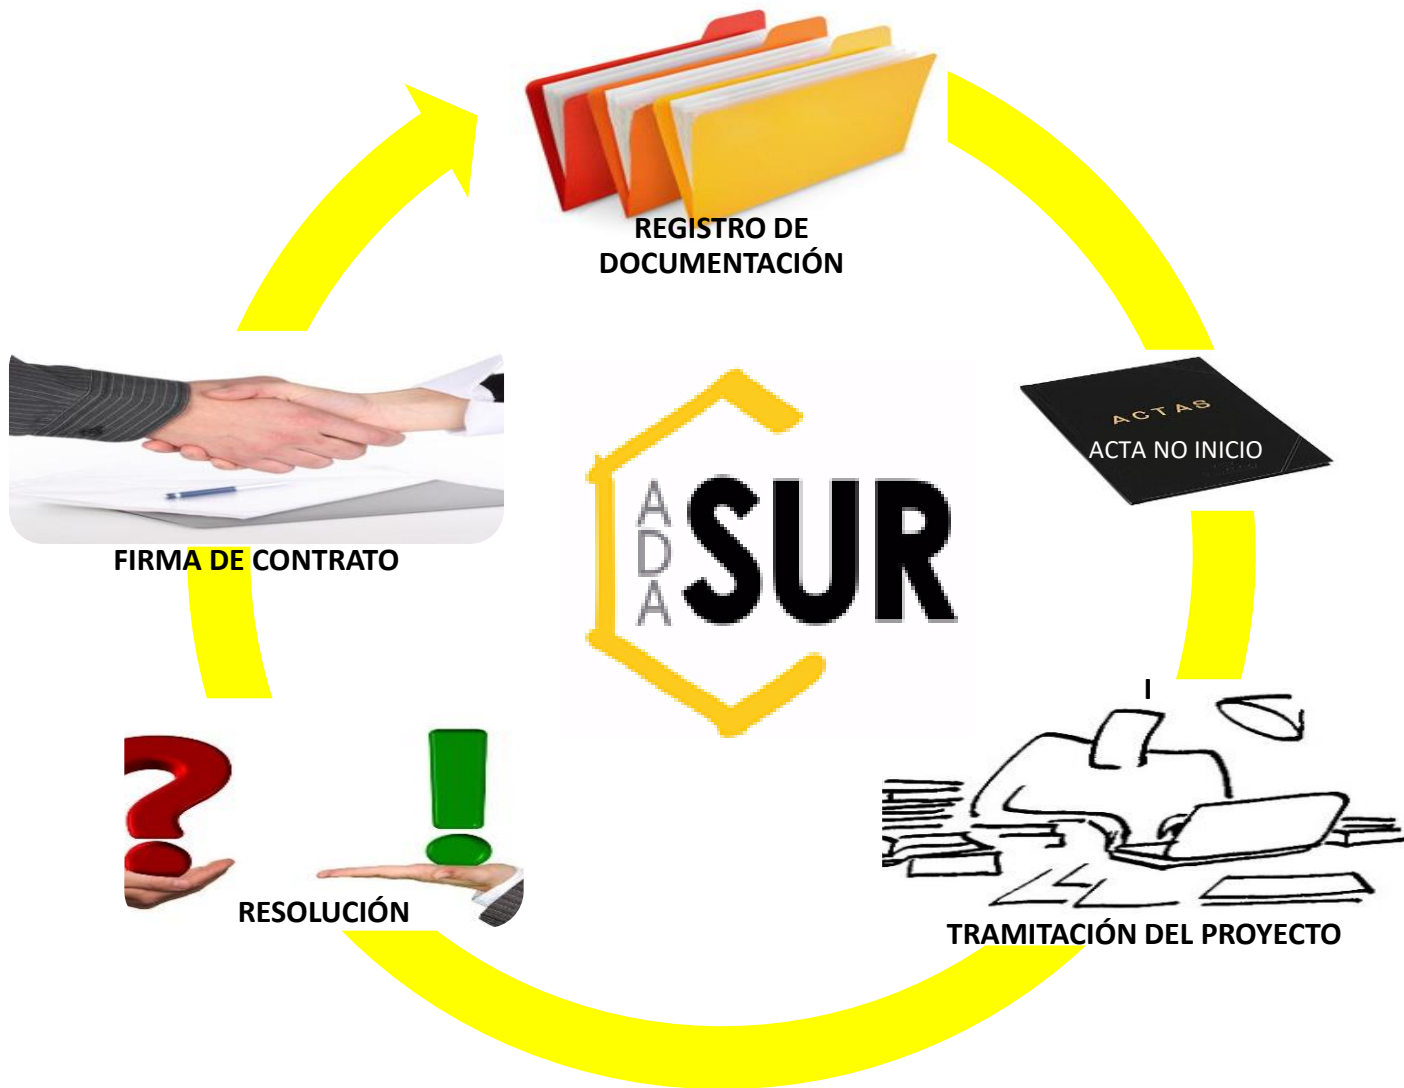 REGISTRO DE
DOCUMENTACIÓN
ACTAS
ACTA NO INICIO
FIRMA DE CONTRATO
ADA
SUR
I
RESOLUCIÓN
TRAMITACIÓN DEL PROYECTO